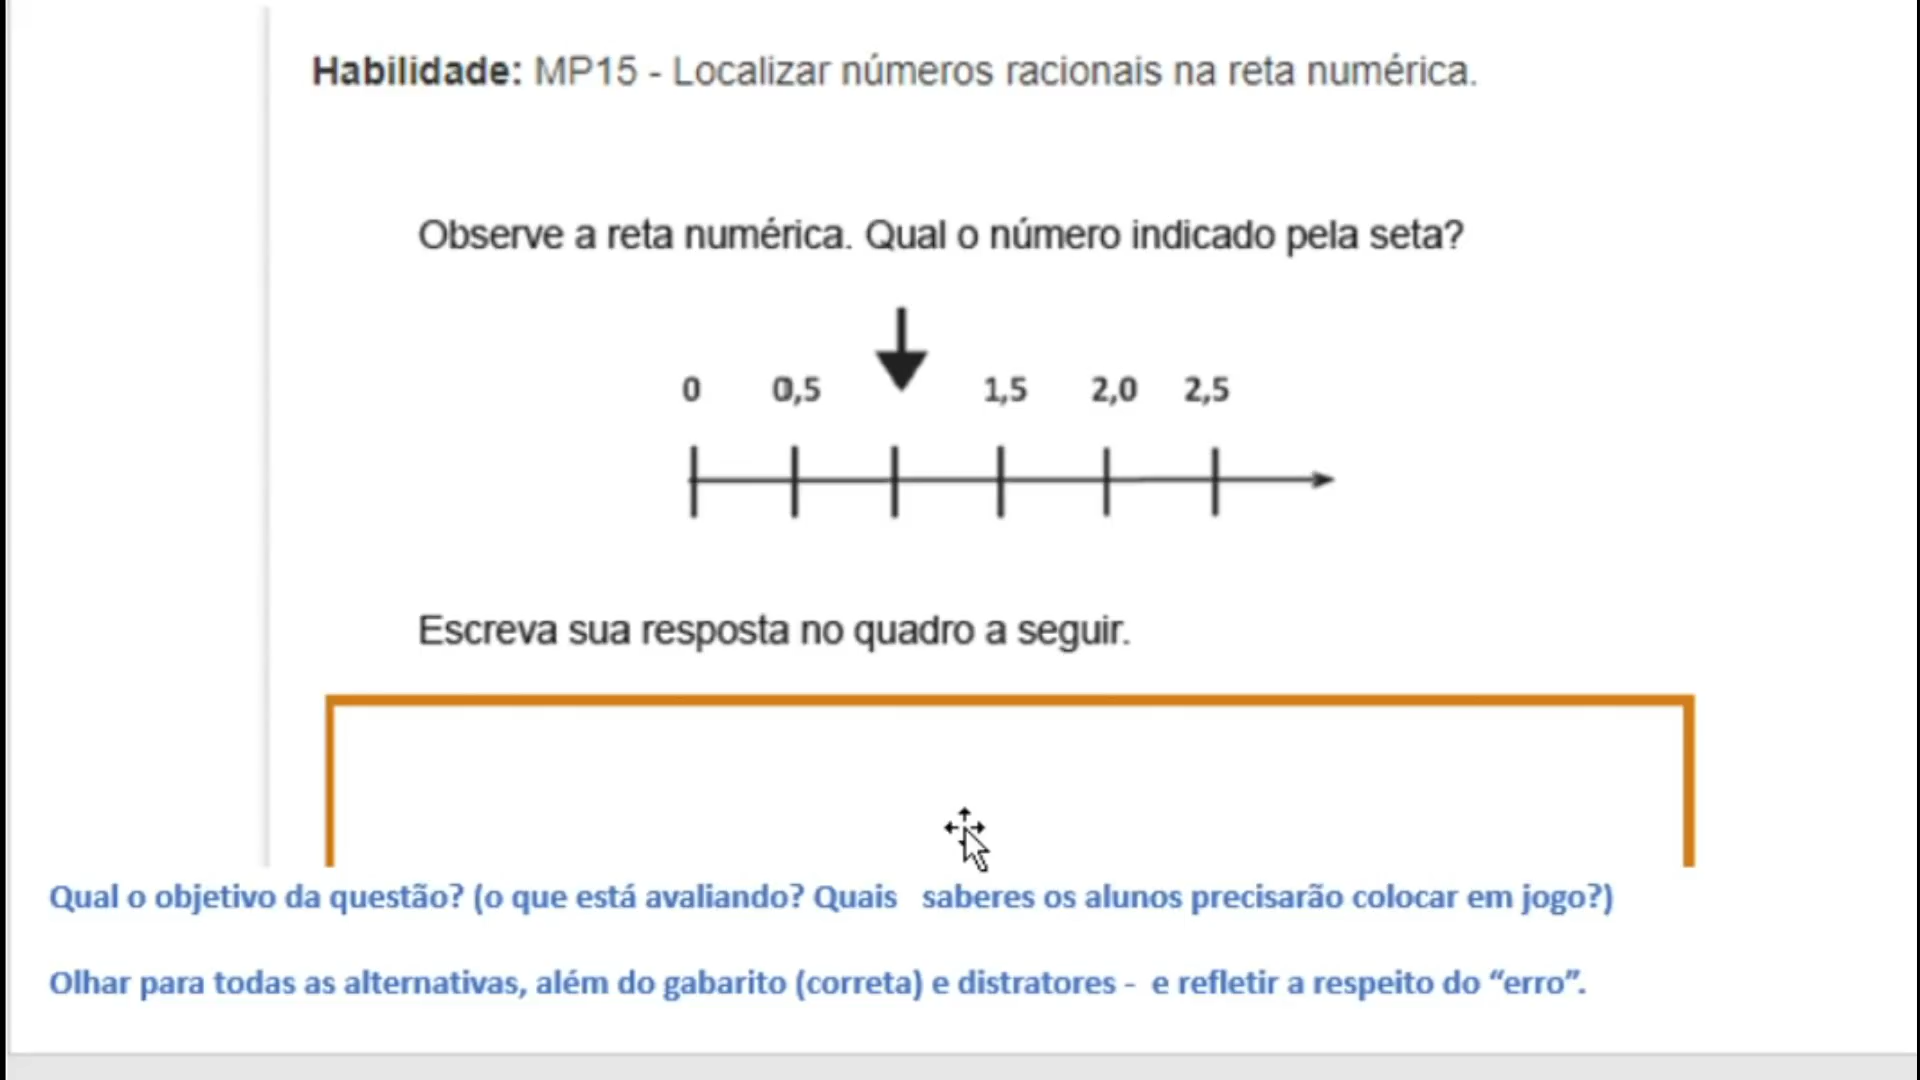 Habilidade: MP15 - Localizar números racionais na reta numérica.
Observe a reta numérica. Qual o número indicado pela seta?
0 0,5 1,5 2,0 2,5
Escreva sua resposta no quadro a seguir.
Qual o objetivo da questão? (o que está avaliando? Quais saberes os alunos precisarão colocar em jogo?)
Olhar para todas as alternativas, além do gabarito (correta) e distratores - e refletir a respeito do “erro”.